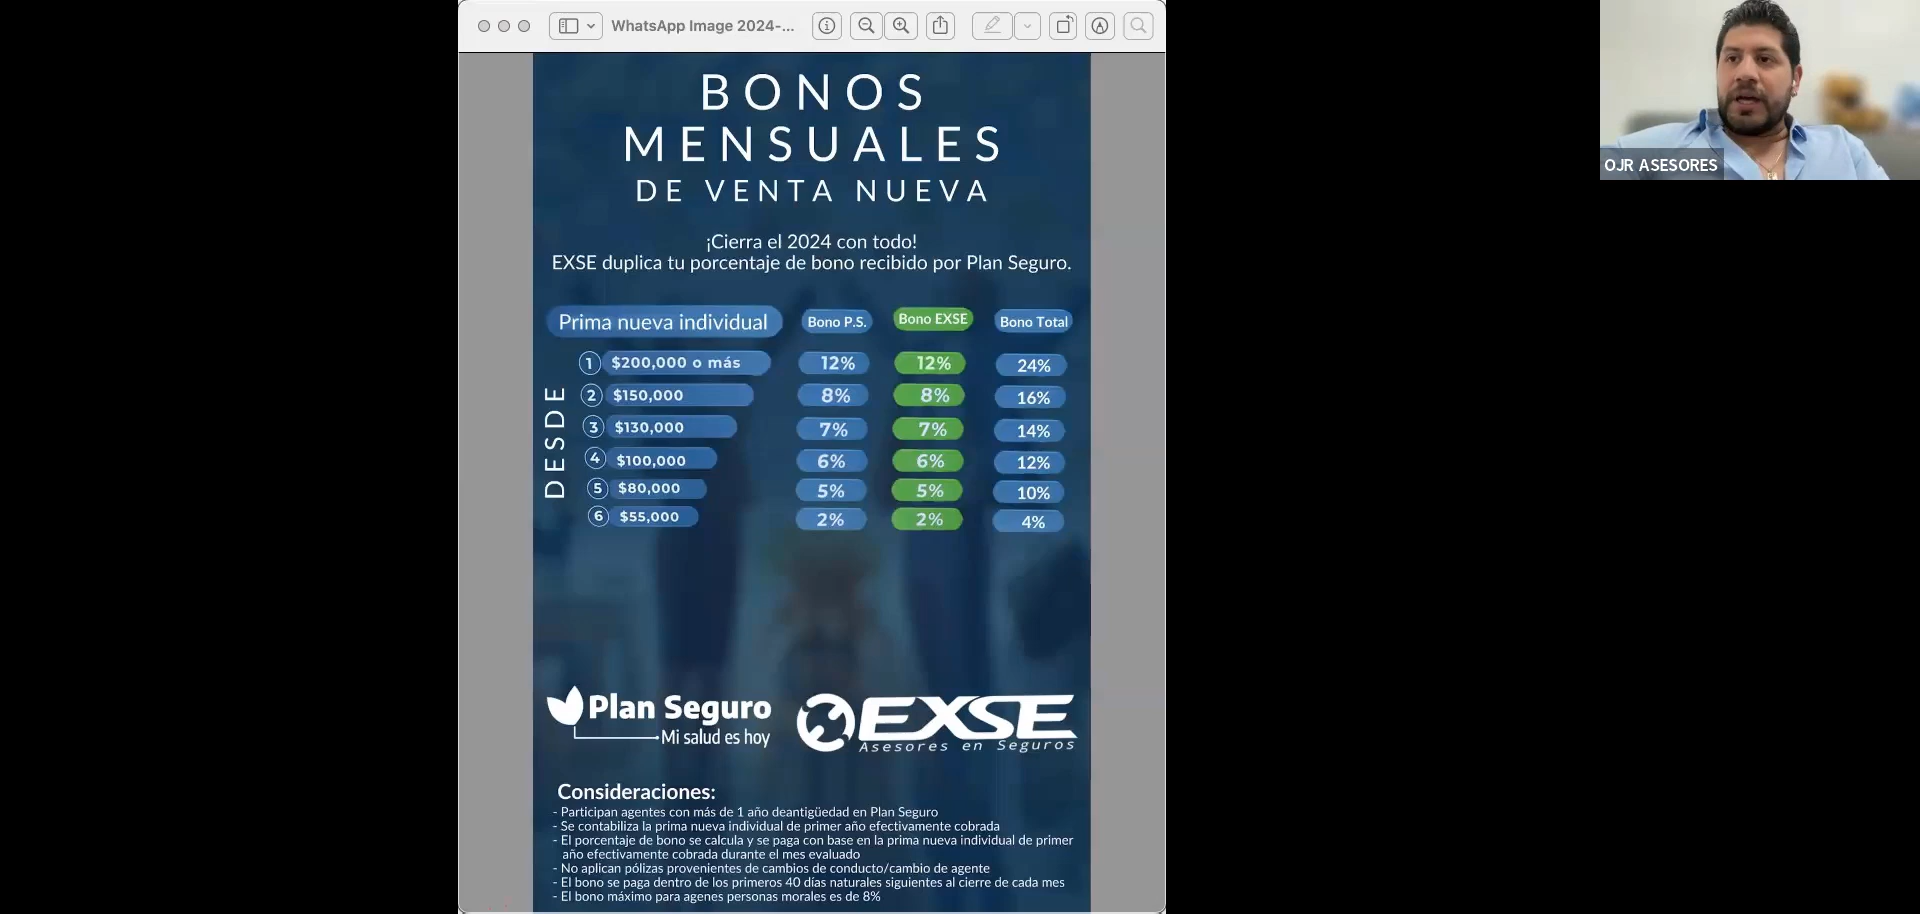 WhatsApp Image 2024-...
OJR ASESORES
BONOS
MENSUALES
DE VENTA NUEVA
¡Cierra el 2024 con todo!
EXSE duplica tu porcentaje de bono recibido por Plan Seguro.
Prima nueva individual Bono P.S. Bono EXSE Bono Total
DESDE
1 $200,000 o más 12% 12% 24%
2 $150,000 8% 8% 16%
3 $130,000 7% 7% 14%
4 $100,000 6% 6% 12%
5 $80,000 5% 5% 10%
6 $55,000 2% 2% 4%
Plan Seguro
Mi salud es hoy
EXSE
Asesores en Seguros
Consideraciones:
- Participan agentes con más de 1 año deantigüedad en Plan Seguro
- Se contabiliza la prima nueva individual de primer año efectivamente cobrada
- El porcentaje de bono se calcula y se paga con base en la prima nueva individual de primer
año efectivamente cobrada durante el mes evaluado
- No aplican pólizas provenientes de cambios de conducto/cambio de agente
- El bono se paga dentro de los primeros 40 días naturales siguientes al cierre de cada mes
- El bono máximo para agenes personas morales es de 8%